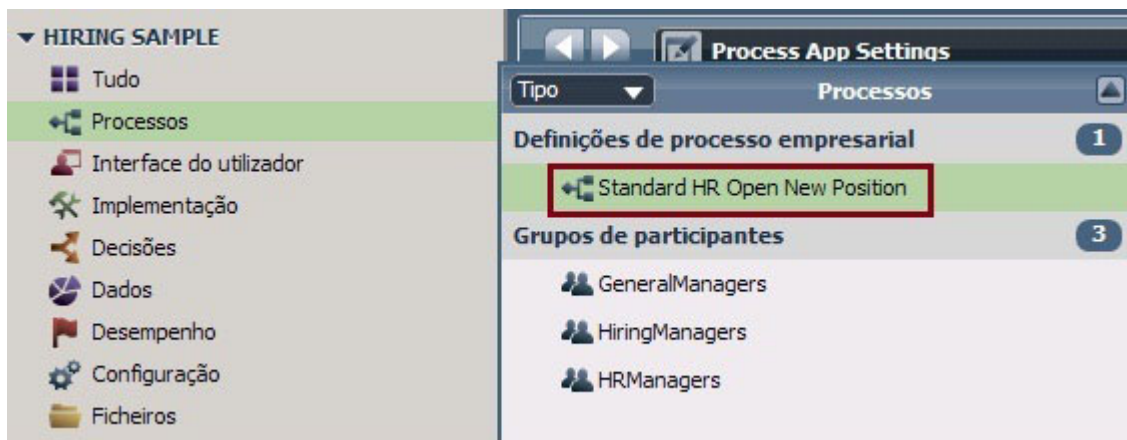 HIRING SAMPLE
Tudo
Processos
Interface do utilizador
Implementação
Decisões
Dados
Desempenho
Configuração
Ficheiros
Process App Settings
Tipo
Processos
Definições de processo empresarial
1
Standard HR Open New Position
Grupos de participantes
3
GeneralManagers
HiringManagers
HRManagers